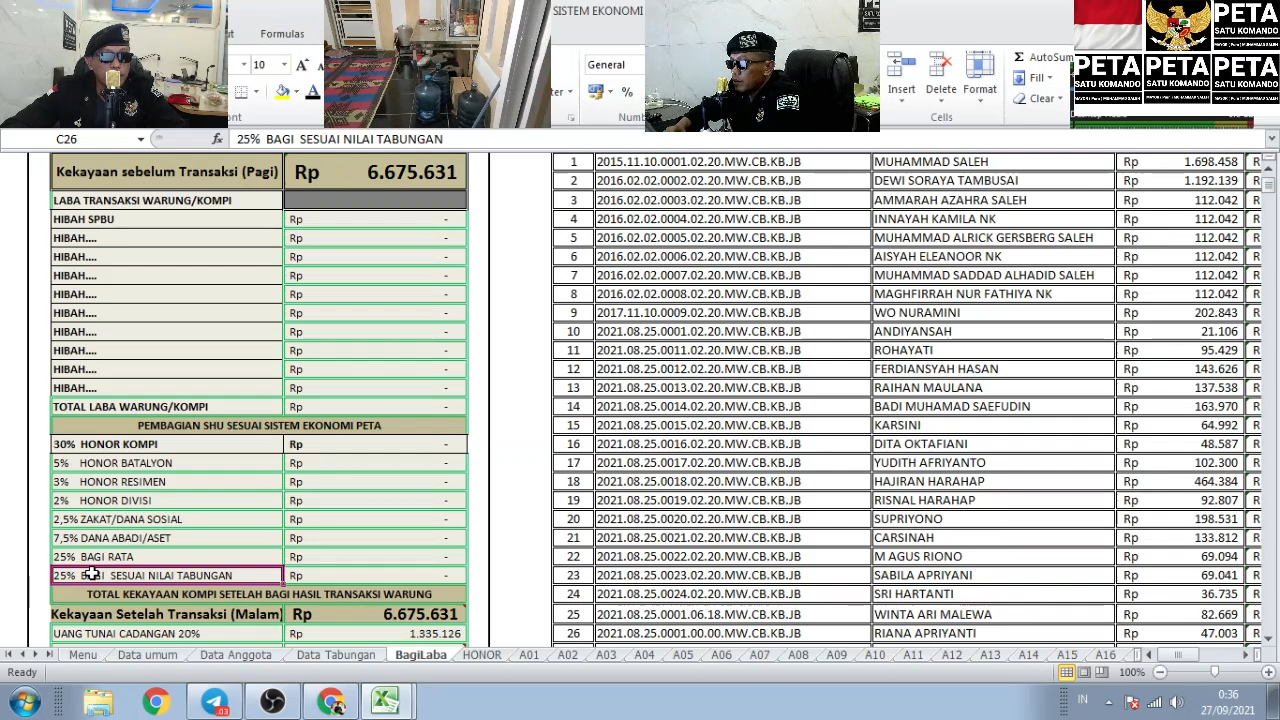 SISTEM EKONOMI
PETA
SATU KOMANDO
PETA
SATU KOMANDO
PETA
SATU KOMANDO
PETA
SATU KOMANDO
Formulas
10
General
%
Insert
Delete
Format
Cells
AutoSum
Fill
Clear
C26
fx
25% BAGI SESUAI NILAI TABUNGAN
Kekayaan sebelum Transaksi (Pagi) Rp 6.675.631
LABA TRANSAKSI WARUNG/KOMPI
HIBAH SPBU Rp -
HIBAH.... Rp -
HIBAH.... Rp -
HIBAH.... Rp -
HIBAH.... Rp -
HIBAH.... Rp -
HIBAH.... Rp -
HIBAH.... Rp -
HIBAH.... Rp -
HIBAH.... Rp -
TOTAL LABA WARUNG/KOMPI Rp -
PEMBAGIAN SHU SESUAI SISTEM EKONOMI PETA
30% HONOR KOMPI Rp -
5% HONOR BATALYON Rp -
3% HONOR RESIMEN Rp -
2% HONOR DIVISI Rp -
2,5% ZAKAT/DANA SOSIAL Rp -
7,5% DANA ABADI/ASET Rp -
25% BAGI RATA Rp -
25% BAGI SESUAI NILAI TABUNGAN Rp -
TOTAL KEKAYAAN KOMPI SETELAH BAGI HASIL TRANSAKSI WARUNG
Kekayaan Setelah Transaksi (Malam) Rp 6.675.631
UANG TUNAI CADANGAN 20% Rp 1.335.126
1 2015.11.10.0001.02.20.MW.CB.KB.JB MUHAMMAD SALEH Rp 1.698.458 R
2 2016.02.02.0002.02.20.MW.CB.KB.JB DEWI SORAYA TAMBUSAI Rp 1.192.139 R
3 2016.02.02.0003.02.20.MW.CB.KB.JB AMMARAH AZAHRA SALEH Rp 112.042 R
4 2016.02.02.0004.02.20.MW.CB.KB.JB INNAYAH KAMILA NK Rp 112.042 R
5 2016.02.02.0005.02.20.MW.CB.KB.JB MUHAMMAD ALRICK GERSBERG SALEH Rp 112.042 R
6 2016.02.02.0006.02.20.MW.CB.KB.JB AISYAH ELEANOOR NK Rp 112.042 R
7 2016.02.02.0007.02.20.MW.CB.KB.JB MUHAMMAD SADDAD ALHADID SALEH Rp 112.042 R
8 2016.02.02.0008.02.20.MW.CB.KB.JB MAGHFIRRAH NUR FATHIYA NK Rp 112.042 R
9 2017.11.10.0009.02.20.MW.CB.KB.JB WO NURAMINI Rp 202.843 R
10 2021.08.25.0001.02.20.MW.CB.KB.JB ANDIYANSAH Rp 21.106 R
11 2021.08.25.0011.02.20.MW.CB.KB.JB ROHAYATI Rp 95.429 R
12 2021.08.25.0012.02.20.MW.CB.KB.JB FERDIANSYAH HASAN Rp 143.626 R
13 2021.08.25.0013.02.20.MW.CB.KB.JB RAIHAN MAULANA Rp 137.538 R
14 2021.08.25.0014.02.20.MW.CB.KB.JB BADI MUHAMAD SAEFUDIN Rp 163.970 R
15 2021.08.25.0015.02.20.MW.CB.KB.JB KARSINI Rp 64.992 R
16 2021.08.25.0016.02.20.MW.CB.KB.JB DITA OKTAFIANI Rp 48.587 R
17 2021.08.25.0017.02.20.MW.CB.KB.JB YUDITH AFRIYANTO Rp 102.300 R
18 2021.08.25.0018.02.20.MW.CB.KB.JB HAJIRAN HARAHAP Rp 464.384 R
19 2021.08.25.0019.02.20.MW.CB.KB.JB RISNAL HARAHAP Rp 92.807 R
20 2021.08.25.0020.02.20.MW.CB.KB.JB SUPRIYONO Rp 198.531 R
21 2021.08.25.0021.02.20.MW.CB.KB.JB CARSINAH Rp 133.812 R
22 2021.08.25.0022.02.20.MW.CB.KB.JB M AGUS RIONO Rp 69.094 R
23 2021.08.25.0023.02.20.MW.CB.KB.JB SABILA APRIYANI Rp 69.041 R
24 2021.08.25.0024.02.20.MW.CB.KB.JB SRI HARTANTI Rp 36.735 R
25 2021.08.25.0001.06.18.MW.CB.KB.JB WINTA ARI MALEWA Rp 82.669 R
26 2021.08.25.0001.00.00.MW.CB.KB.JB RIANA APRIYANTI Rp 47.003 R
Menu Data umum Data Anggota Data Tabungan BagiLaba HONOR A01 A02 A03 A04 A05 A06 A07 A08 A09 A10 A11 A12 A13 A14 A15 A16
Ready
100%
03
IN
0:36
27/09/2021